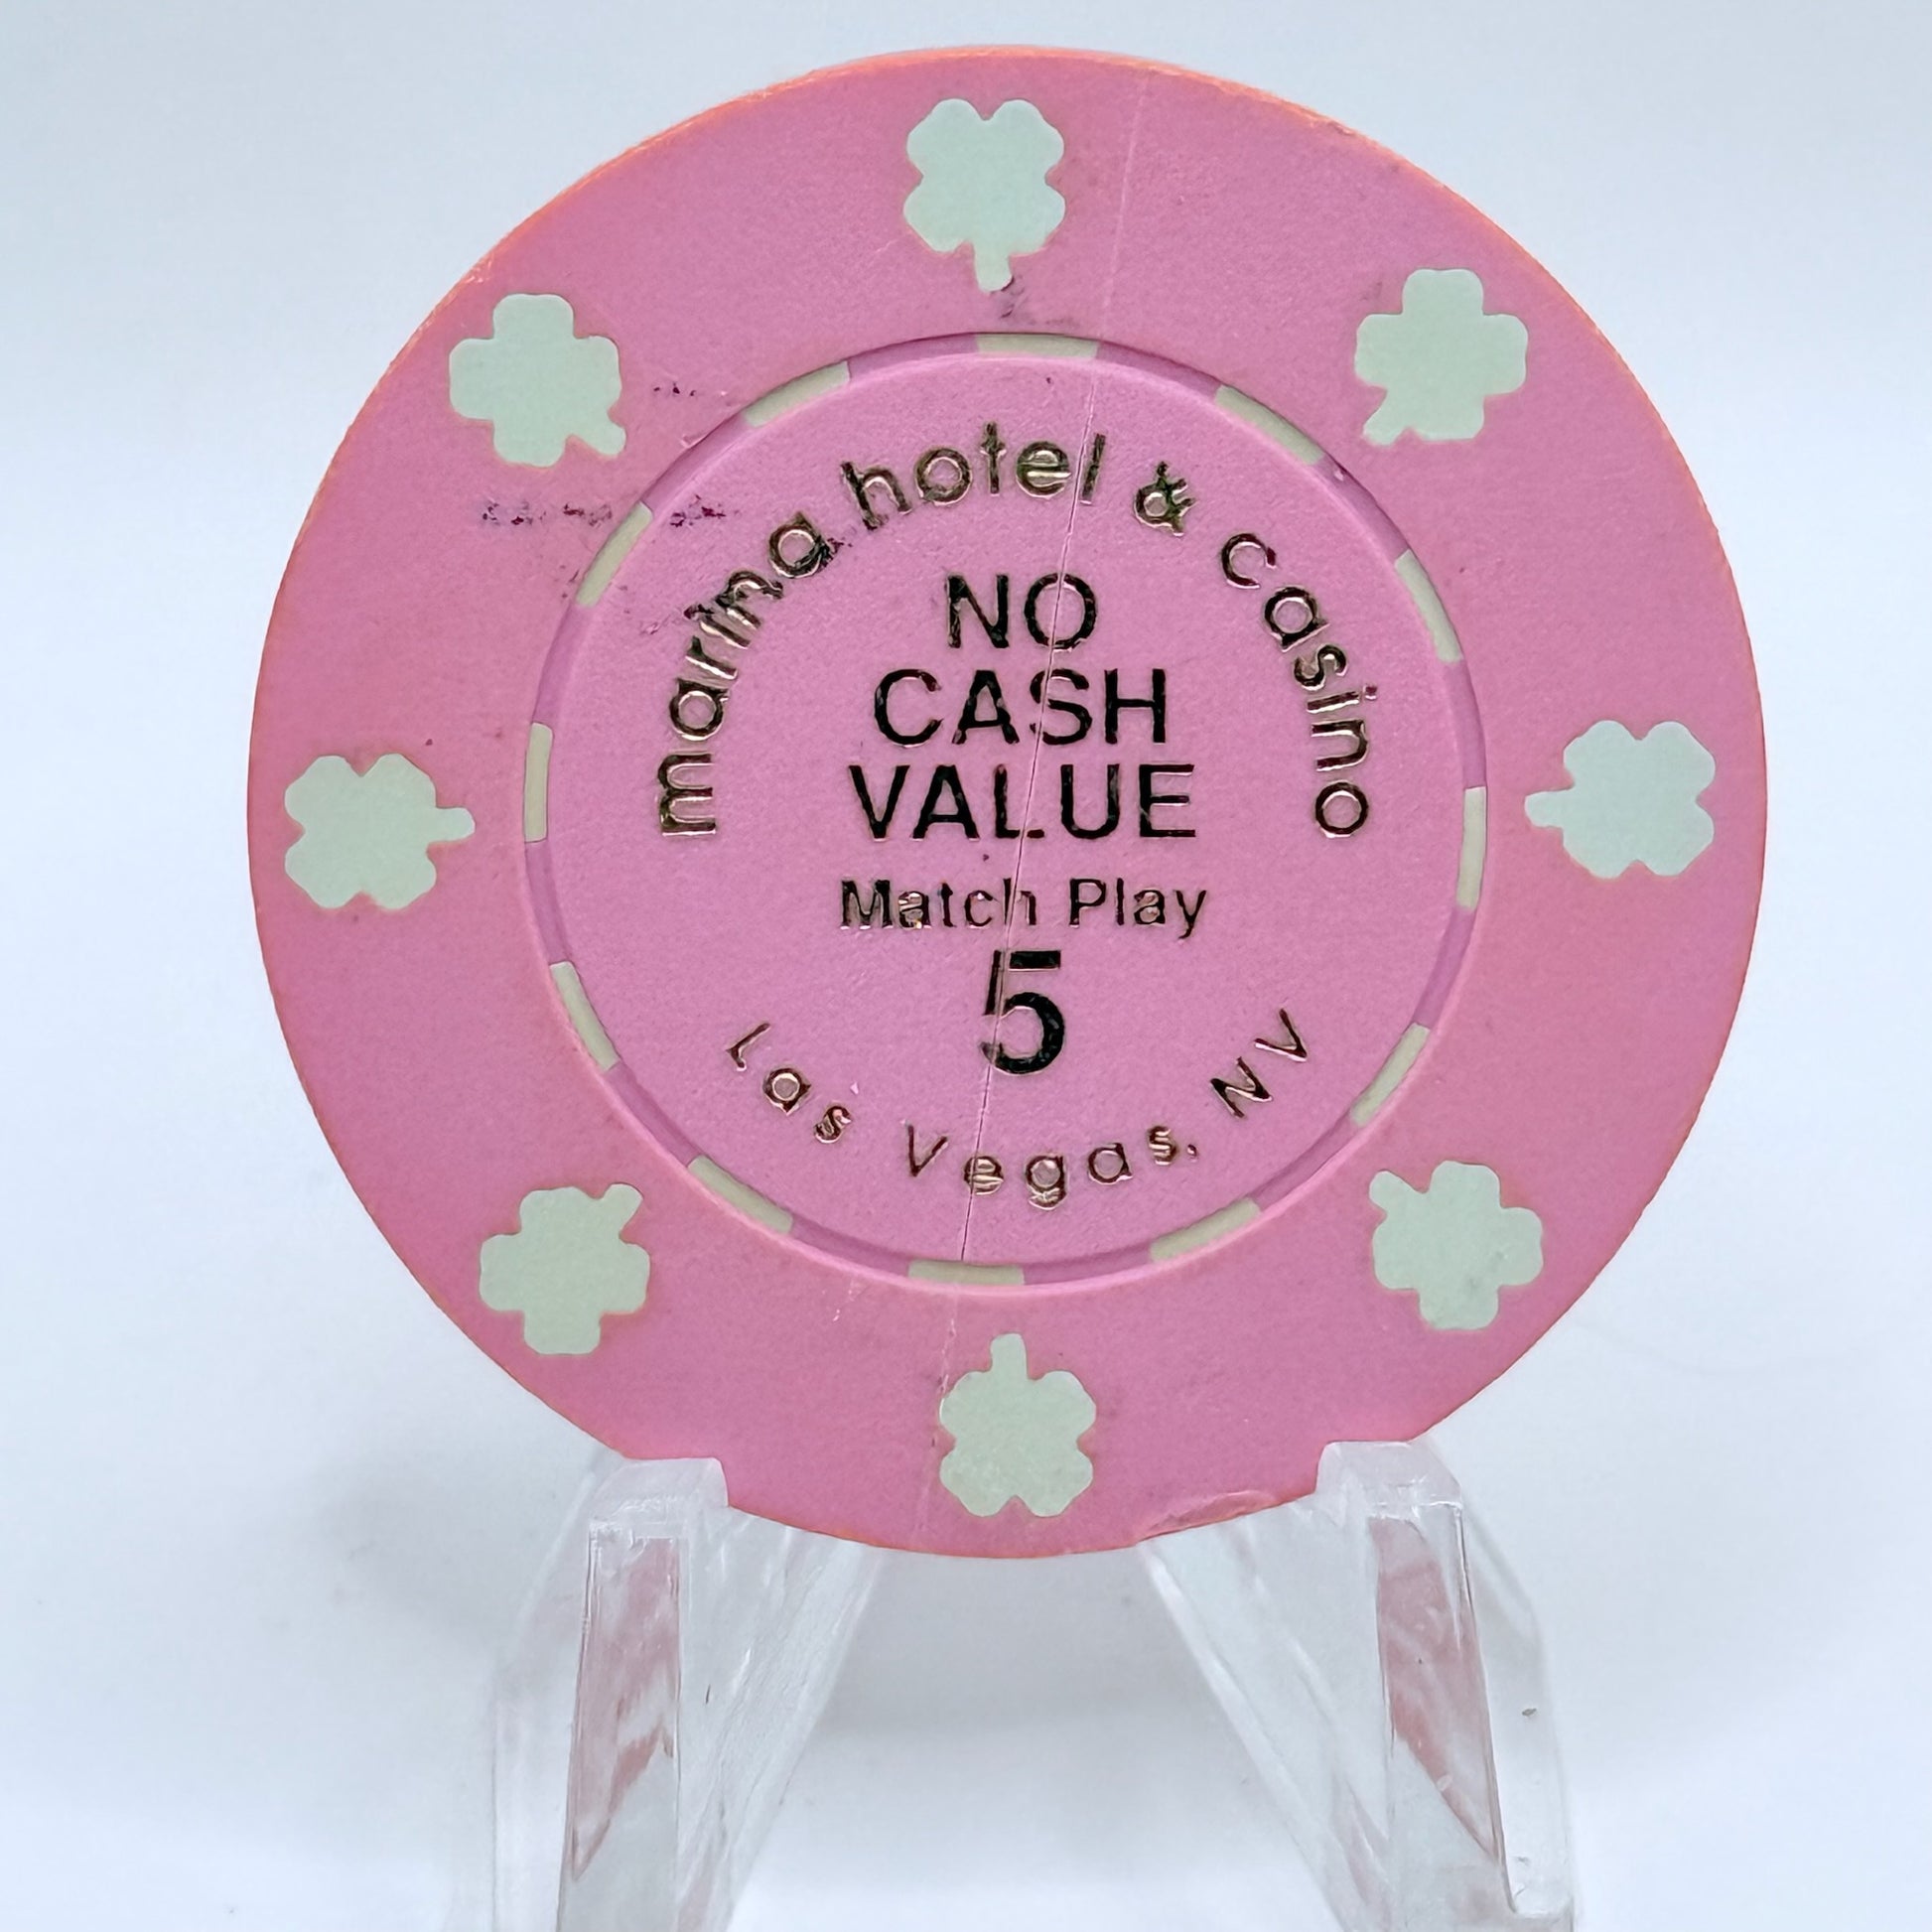 marina hotel & casino
NO
CASH
VALUE
Match Play
5
Las Vegas, NV